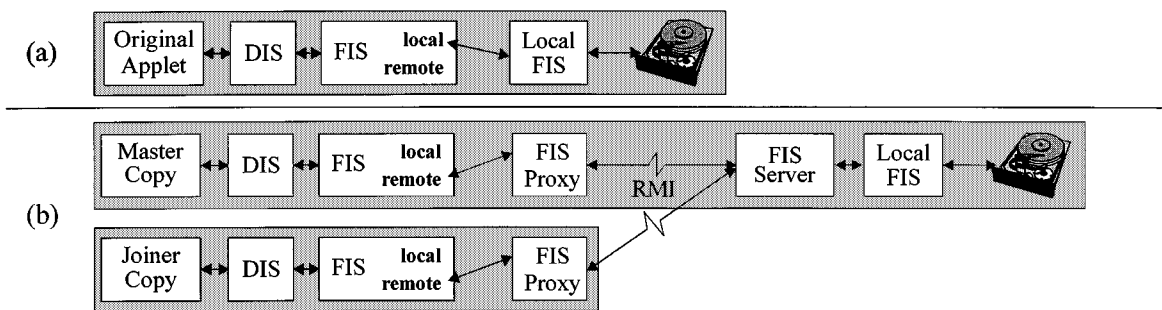 (a)
Original
Applet
DIS
FIS
local
remote
Local
FIS
(b)
Master
Copy
DIS
FIS
local
remote
FIS
Proxy
RMI
FIS
Server
Local
FIS
Joiner
Copy
DIS
FIS
local
remote
FIS
Proxy